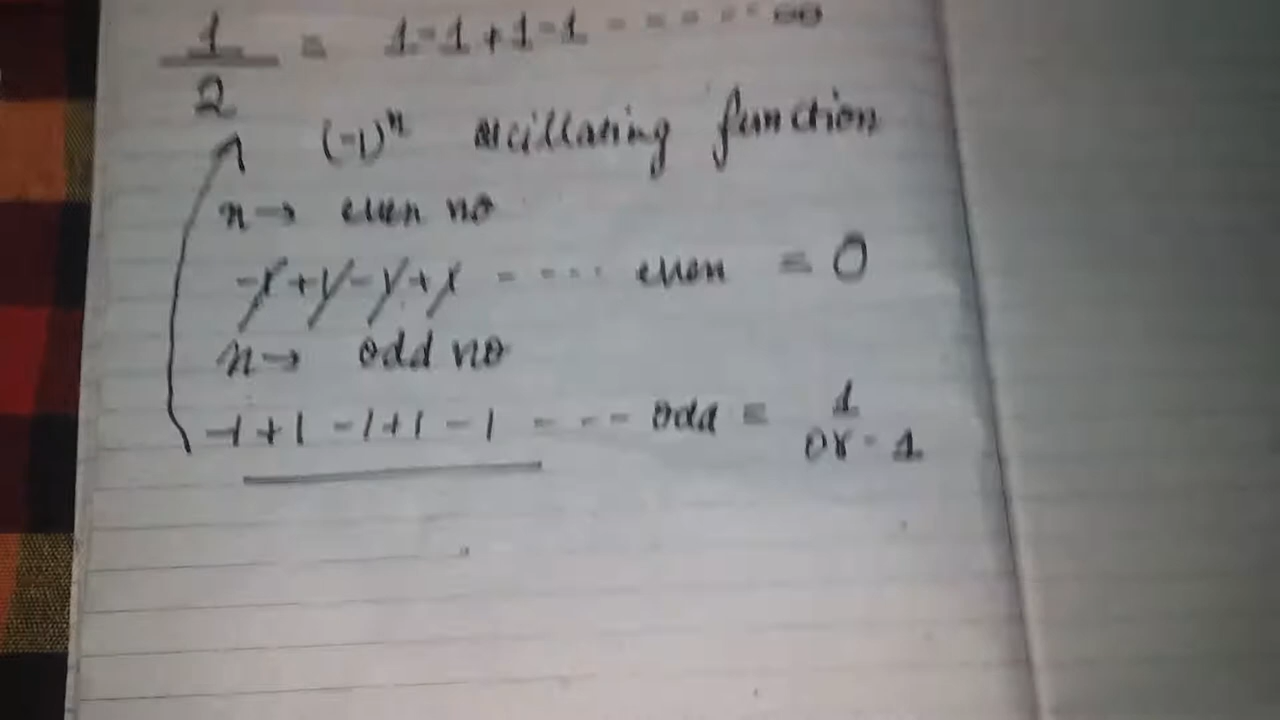 1/2 = 1-1+1-1 ------ ∞
(-1)^n oscillating function
n → even no
-1+1-1+1 ----- even = 0
n → odd no
-1+1-1+1-1 ---- odd = 1
or -1